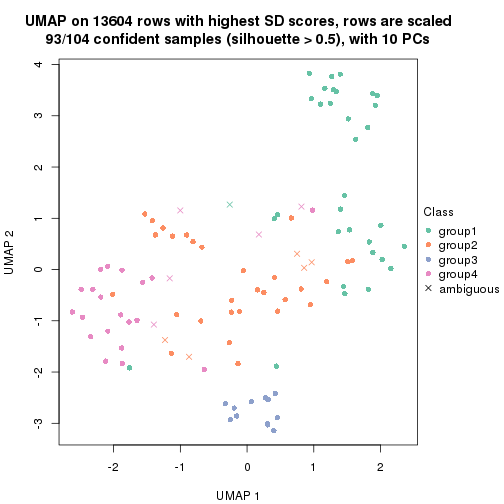 UMAP on 13604 rows with highest SD scores, rows are scaled
93/104 confident samples (silhouette > 0.5), with 10 PCs
4
3
2
1
0
-1
-2
-3
UMAP 2
-2
-1
0
1
2
UMAP 1
Class
group1
group2
group3
group4
ambiguous